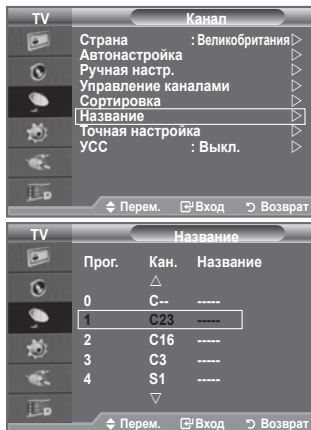 TV Канал
Страна : Великобритания ▷
Автонастройка ▷
Ручная настр. ▷
Управление каналами ▷
Сортировка ▷
Название ▷
Точная настройка ▷
УСС : Выкл. ▷
Перем. Вход Возврат
TV Название
Прог. Кан. Название
△
0 C-- -----
1 C23 -----
2 C16 -----
3 C3 -----
4 S1 -----
▽
Перем. Вход Возврат